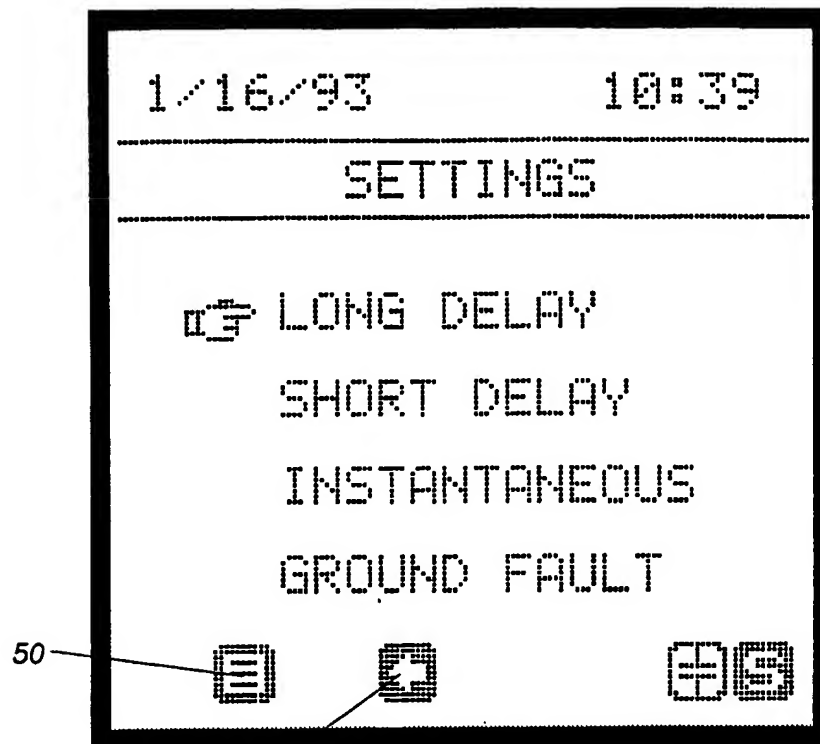 1/16/93 10:39
SETTINGS
LONG DELAY
SHORT DELAY
INSTANTANEOUS
GROUND FAULT
50
S